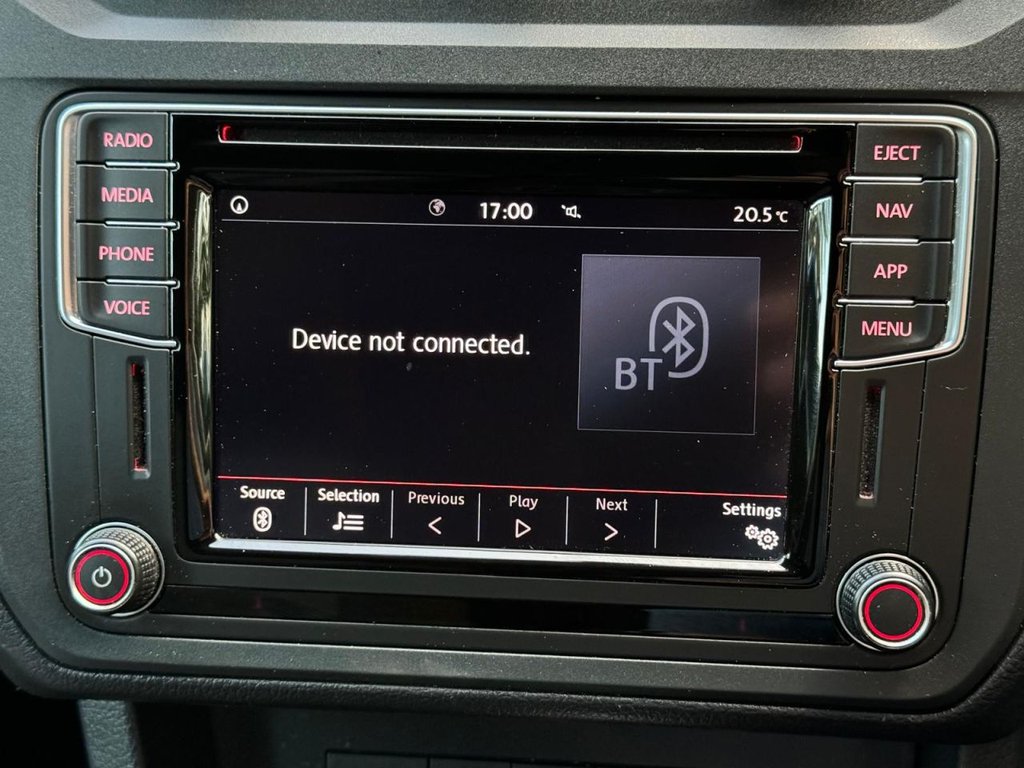 RADIO
MEDIA
PHONE
VOICE
17:00
20.5°C
Device not connected.
BT
Source
Selection
Previous
Play
Next
Settings
EJECT
NAV
APP
MENU